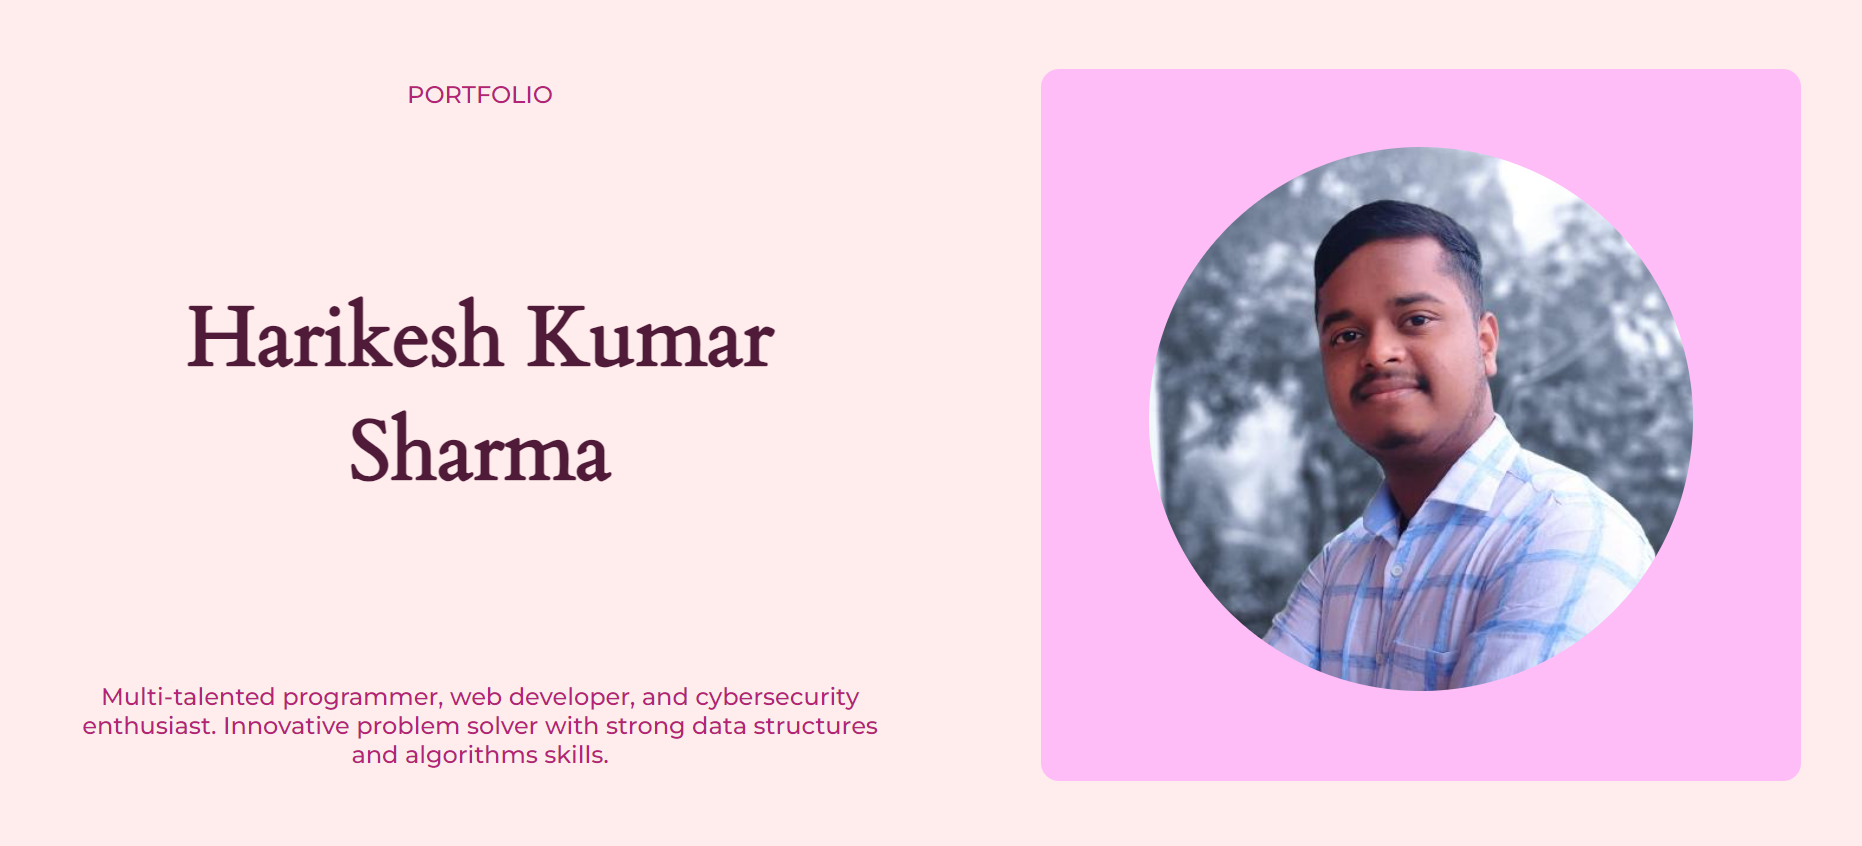 PORTFOLIO
Harikesh Kumar
Sharma
Multi-talented programmer, web developer, and cybersecurity
enthusiast. Innovative problem solver with strong data structures
and algorithms skills.